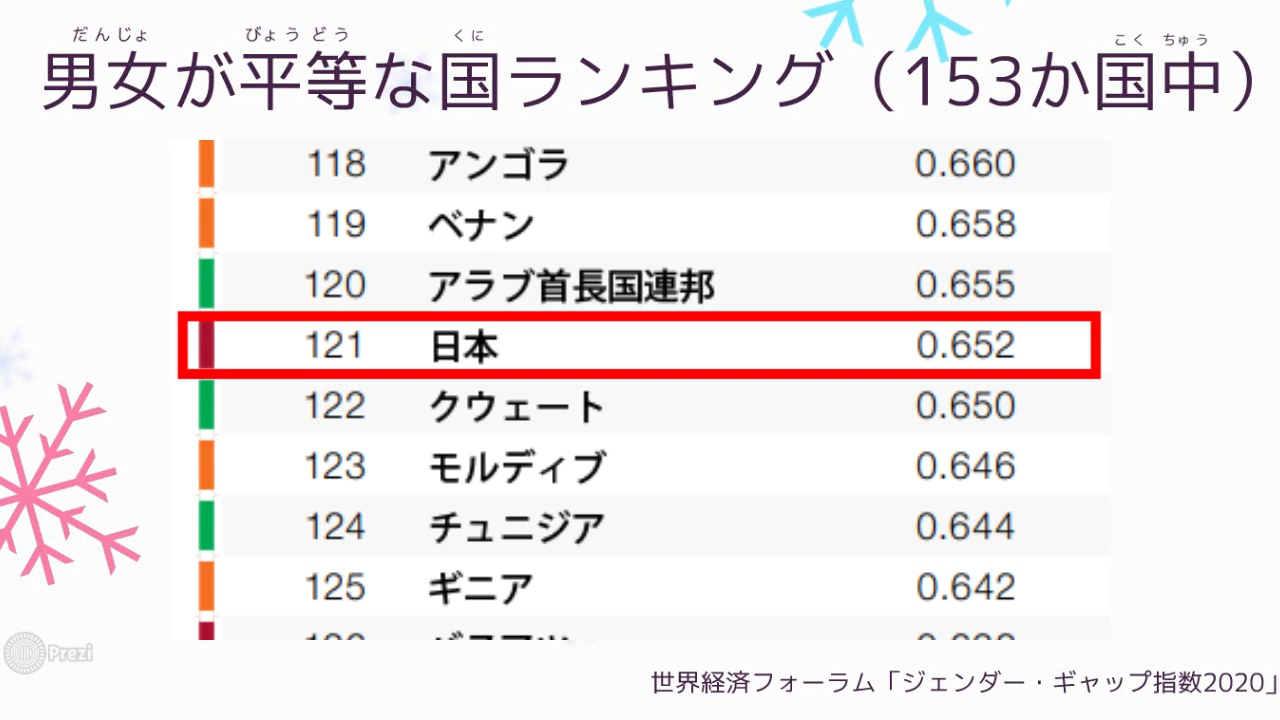 だんじょ びょうどう くに こく ちゅう
男女が平等な国ランキング（153か国中）
118 アンゴラ 0.660
119 ベナン 0.658
120 アラブ首長国連邦 0.655
121 日本 0.652
122 クウェート 0.650
123 モルディブ 0.646
124 チュニジア 0.644
125 ギニア 0.642
Prezi
世界経済フォーラム「ジェンダー・ギャップ指数2020」